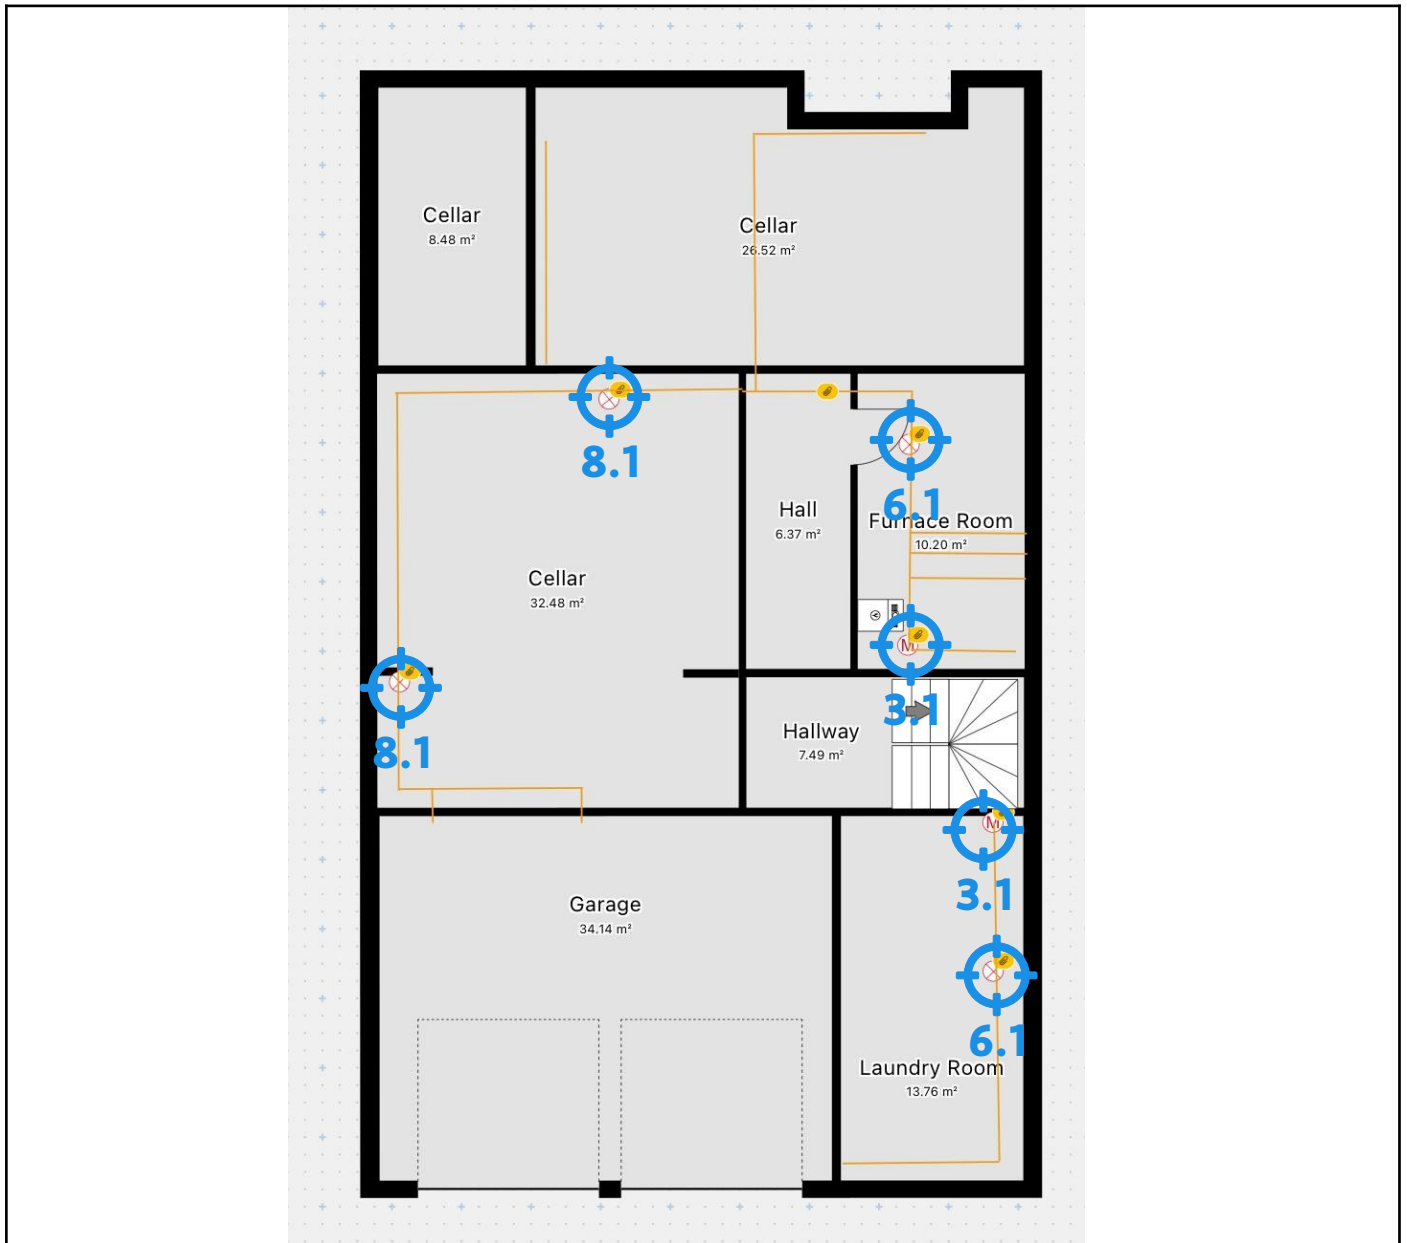 Cellar
8.48 m²
Cellar
26.52 m²
8.1
6.1
Hall
6.37 m²
Furnace Room
10.20 m²
Cellar
32.48 m²
M
3.1
8.1
Hallway
7.49 m²
M
3.1
Garage
34.14 m²
6.1
Laundry Room
13.76 m²